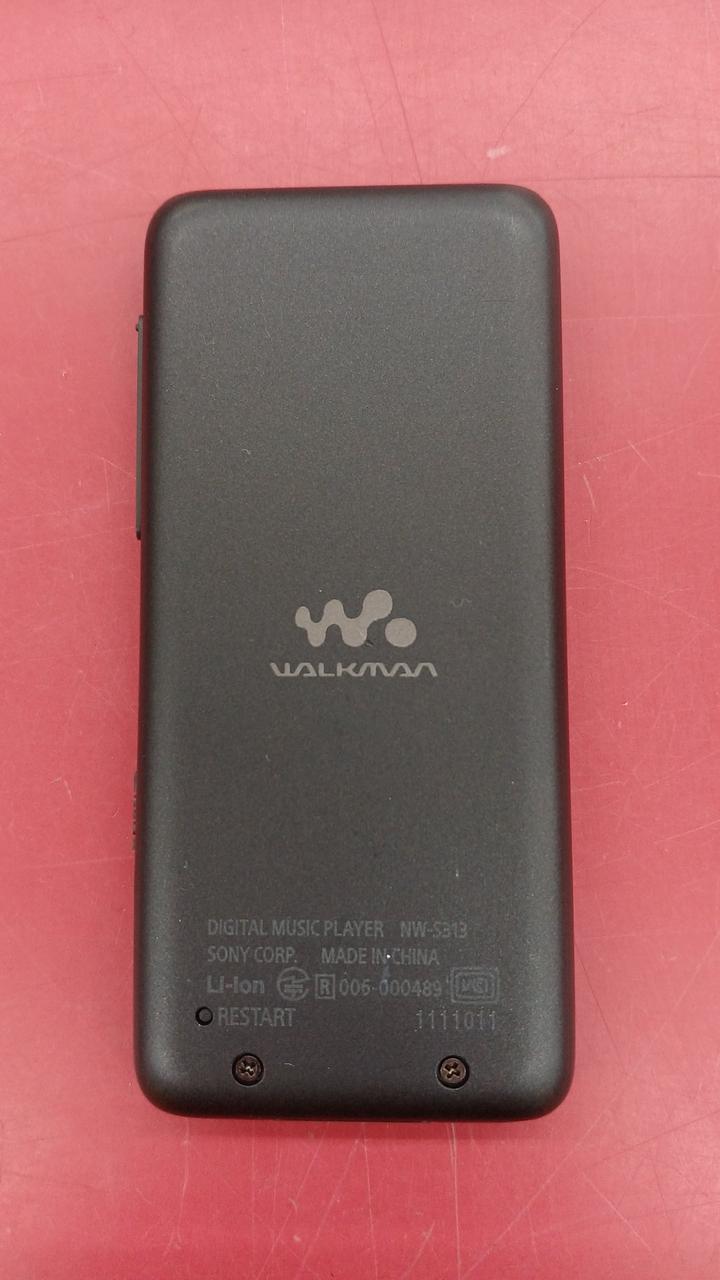 WALKMAN
DIGITAL MUSIC PLAYER NW-S313
SONY CORP. MADE IN CHINA
Li-ion R 006-000489
RESTART 1111011